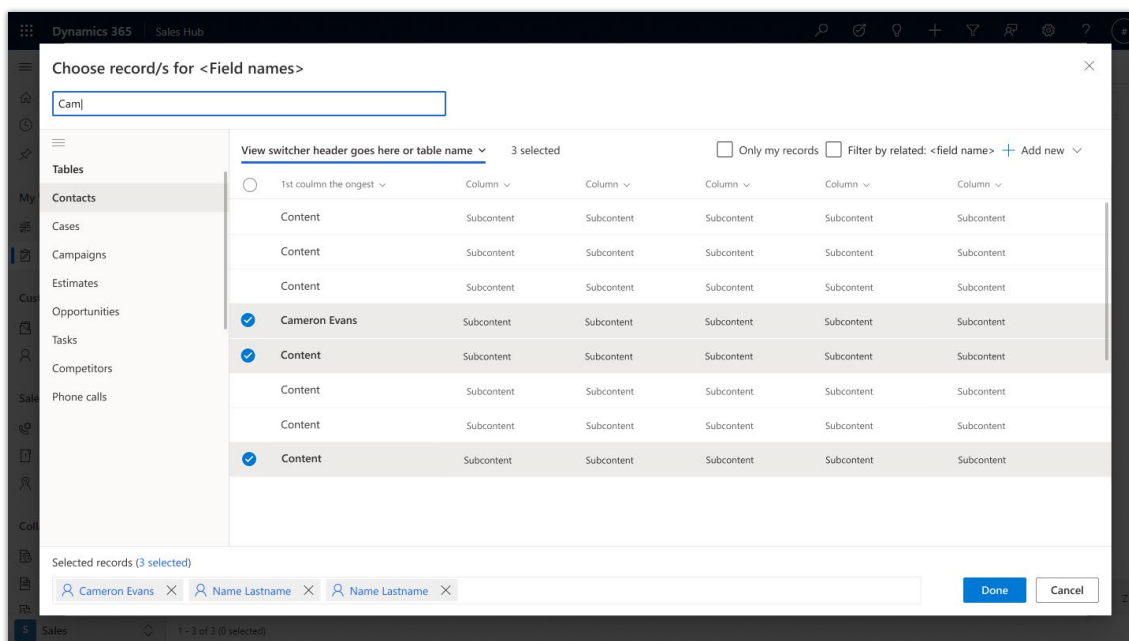 Dynamics 365 Sales Hub
Choose record/s for <Field names>
Cam
Tables
Contacts
Cases
Campaigns
Estimates
Opportunities
Tasks
Competitors
Phone calls
View switcher header goes here or table name 3 selected Only my records Filter by related: <field name> Add new
1st coulmn the ongest Column Column Column Column Column
Content Subcontent Subcontent Subcontent Subcontent Subcontent
Content Subcontent Subcontent Subcontent Subcontent Subcontent
Content Subcontent Subcontent Subcontent Subcontent Subcontent
Cameron Evans Subcontent Subcontent Subcontent Subcontent Subcontent
Content Subcontent Subcontent Subcontent Subcontent Subcontent
Content Subcontent Subcontent Subcontent Subcontent Subcontent
Content Subcontent Subcontent Subcontent Subcontent Subcontent
Content Subcontent Subcontent Subcontent Subcontent Subcontent
Selected records (3 selected)
Cameron Evans Name Lastname Name Lastname Done Cancel
My
Cus
Sale
Coll
S Sales 1 - 3 of 3 (0 selected)